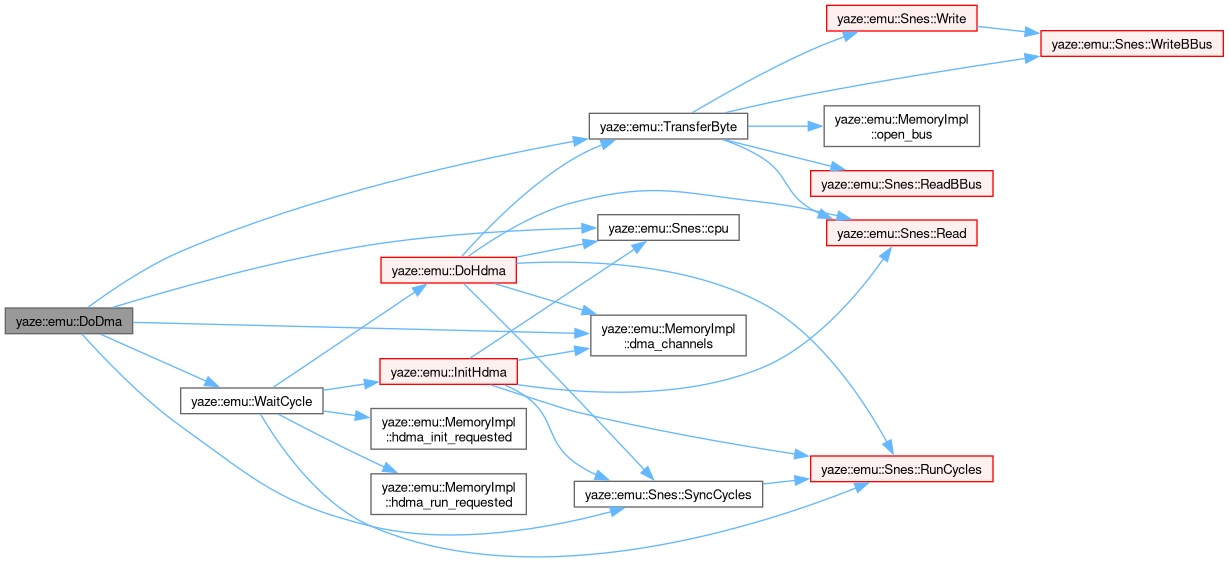 yaze::emu::DoDma
yaze::emu::WaitCycle
yaze::emu::DoHdma
yaze::emu::InitHdma
yaze::emu::MemoryImpl
::hdma_init_requested
yaze::emu::MemoryImpl
::hdma_run_requested
yaze::emu::TransferByte
yaze::emu::Snes::cpu
yaze::emu::MemoryImpl
::dma_channels
yaze::emu::Snes::SyncCycles
yaze::emu::Snes::Write
yaze::emu::MemoryImpl
::open_bus
yaze::emu::Snes::ReadBBus
yaze::emu::Snes::Read
yaze::emu::Snes::RunCycles
yaze::emu::Snes::WriteBBus